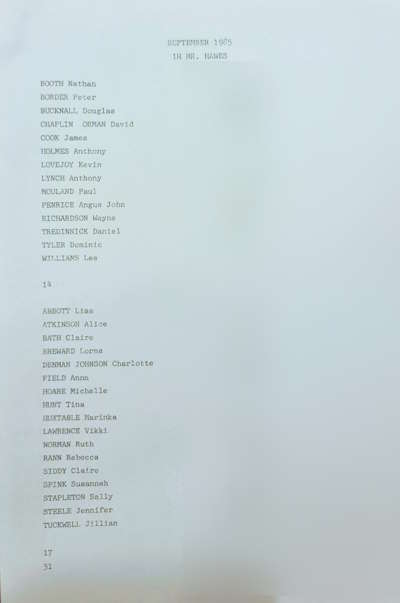 SEPTEMBER 1985
1H MR. HAWES
BOOTH Nathan
BORDER Peter
BUCKNALL Douglas
CHAPLIN ORMAN David
COOK James
HOLMES Anthony
LOVEJOY Kevin
LYNCH Anthony
MOULAND Paul
PENRICE Angus John
RICHARDSON Wayne
TREDINNICK Daniel
TYLER Dominic
WILLIAMS Lee
14
ABBOTT Lisa
ATKINSON Alice
BATH Claire
BREWARD Lorna
DENMAN JOHNSON Charlotte
FIELD Anna
HOARE Michelle
HUNT Tina
HUXTABLE Marinka
LAWRENCE Vikki
NORMAN Ruth
RANN Rebecca
SIDDY Claire
SPINK Susannah
STAPLETON Sally
STEELE Jennifer
TUCKWELL Jillian
17
31